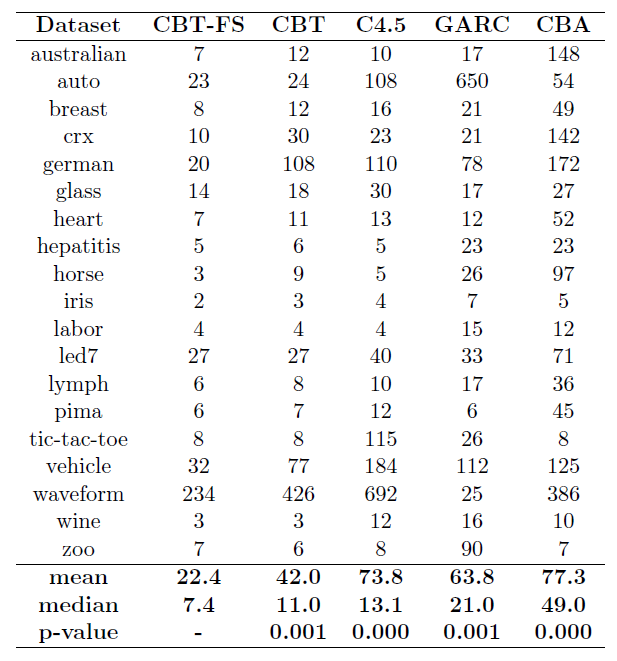 Dataset CBT-FS CBT C4.5 GARC CBA
australian 7 12 10 17 148
auto 23 24 108 650 54
breast 8 12 16 21 49
crx 10 30 23 21 142
german 20 108 110 78 172
glass 14 18 30 17 27
heart 7 11 13 12 52
hepatitis 5 6 5 23 23
horse 3 9 5 26 97
iris 2 3 4 7 5
labor 4 4 4 15 12
led7 27 27 40 33 71
lymph 6 8 10 17 36
pima 6 7 12 6 45
tic-tac-toe 8 8 115 26 8
vehicle 32 77 184 112 125
waveform 234 426 692 25 386
wine 3 3 12 16 10
zoo 7 6 8 90 7
mean 22.4 42.0 73.8 63.8 77.3
median 7.4 11.0 13.1 21.0 49.0
p-value - 0.001 0.000 0.001 0.000